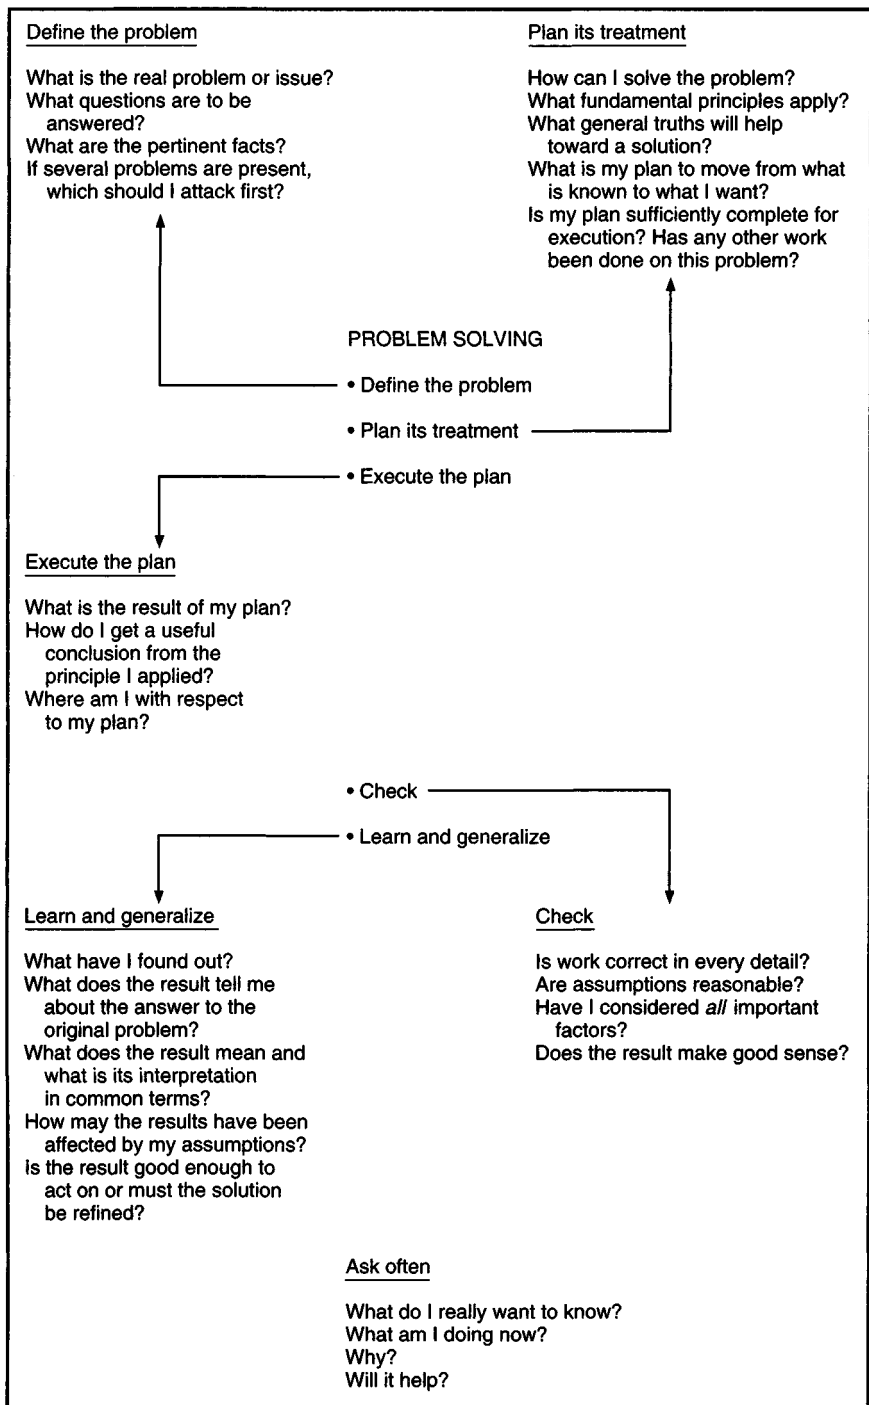 Define the problem
What is the real problem or issue?
What questions are to be
answered?
What are the pertinent facts?
If several problems are present,
which should I attack first?
Plan its treatment
How can I solve the problem?
What fundamental principles apply?
What general truths will help
toward a solution?
What is my plan to move from what
is known to what I want?
Is my plan sufficiently complete for
execution? Has any other work
been done on this problem?
PROBLEM SOLVING
• Define the problem
• Plan its treatment
• Execute the plan
Execute the plan
What is the result of my plan?
How do I get a useful
conclusion from the
principle I applied?
Where am I with respect
to my plan?
• Check
• Learn and generalize
Learn and generalize
What have I found out?
What does the result tell me
about the answer to the
original problem?
What does the result mean and
what is its interpretation
in common terms?
How may the results have been
affected by my assumptions?
Is the result good enough to
act on or must the solution
be refined?
Check
Is work correct in every detail?
Are assumptions reasonable?
Have I considered all important
factors?
Does the result make good sense?
Ask often
What do I really want to know?
What am I doing now?
Why?
Will it help?